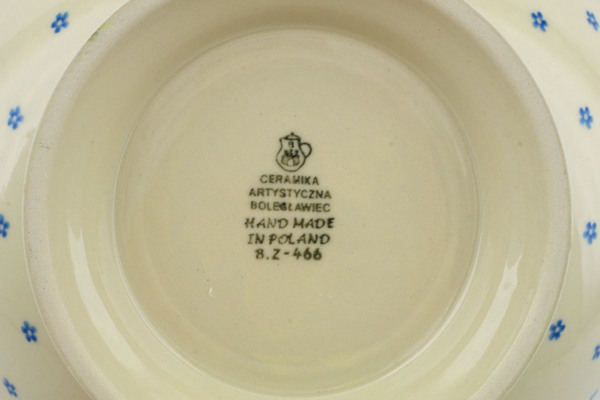 CERAMIKA
ARTYSTYCZNA
BOLESŁAWIEC
HAND MADE
IN POLAND
B.Z-466